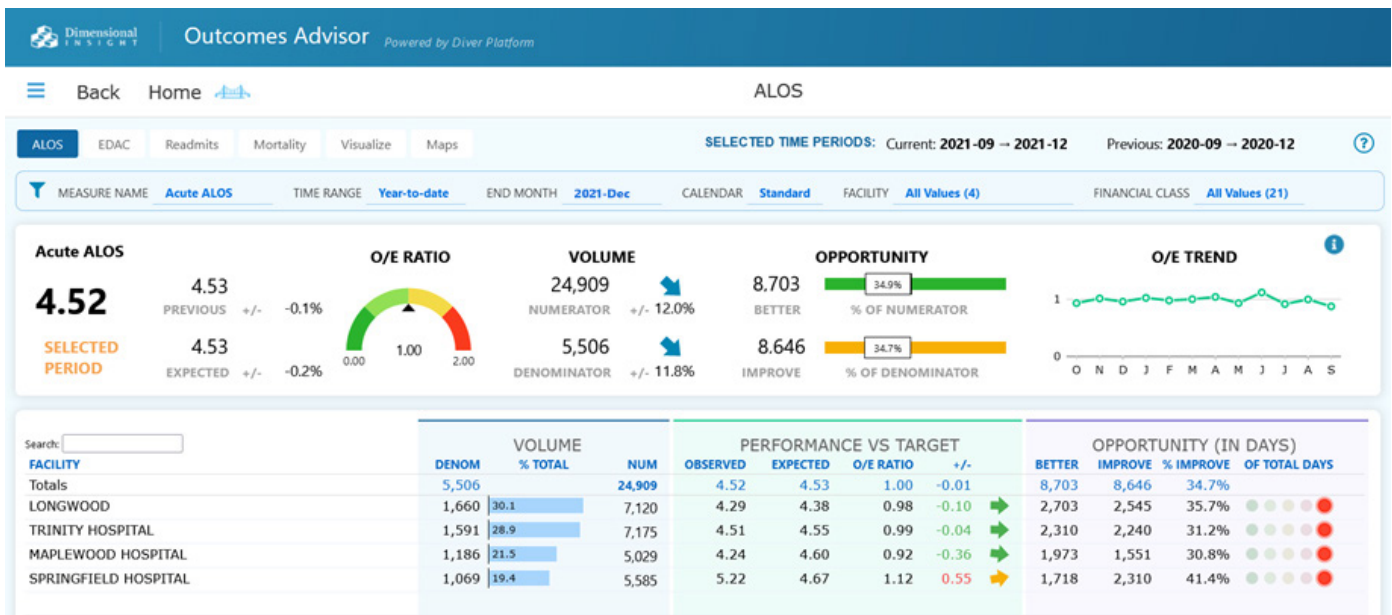 Dimensional INSIGHT Outcomes Advisor Powered by Diver Platform
Back Home ALOS
ALOS EDAC Readmits Mortality Visualize Maps SELECTED TIME PERIODS: Current: 2021-09 → 2021-12 Previous: 2020-09 → 2020-12 ?
MEASURE NAME Acute ALOS TIME RANGE Year-to-date END MONTH 2021-Dec CALENDAR Standard FACILITY All Values (4) FINANCIAL CLASS All Values (21)
Acute ALOS O/E RATIO VOLUME OPPORTUNITY O/E TREND i
4.52 4.53 -0.1% 24,909 12.0% 8.703 34.9% 1
PREVIOUS +/- NUMERATOR +/- BETTER % OF NUMERATOR
SELECTED PERIOD 4.53 -0.2% 0.00 1.00 2.00 5,506 11.8% 8.646 34.7% 0
EXPECTED +/- DENOMINATOR +/- IMPROVE % OF DENOMINATOR O N D J F M A M J J A S
Search: VOLUME PERFORMANCE VS TARGET OPPORTUNITY (IN DAYS)
FACILITY DENOM % TOTAL NUM OBSERVED EXPECTED O/E RATIO +/- BETTER IMPROVE % IMPROVE OF TOTAL DAYS
Totals 5,506 24,909 4.52 4.53 1.00 -0.01 8,703 8,646 34.7%
LONGWOOD 1,660 30.1 7,120 4.29 4.38 0.98 -0.10 2,703 2,545 35.7%
TRINITY HOSPITAL 1,591 28.9 7,175 4.51 4.55 0.99 -0.04 2,310 2,240 31.2%
MAPLEWOOD HOSPITAL 1,186 21.5 5,029 4.24 4.60 0.92 -0.36 1,973 1,551 30.8%
SPRINGFIELD HOSPITAL 1,069 19.4 5,585 5.22 4.67 1.12 0.55 1,718 2,310 41.4%